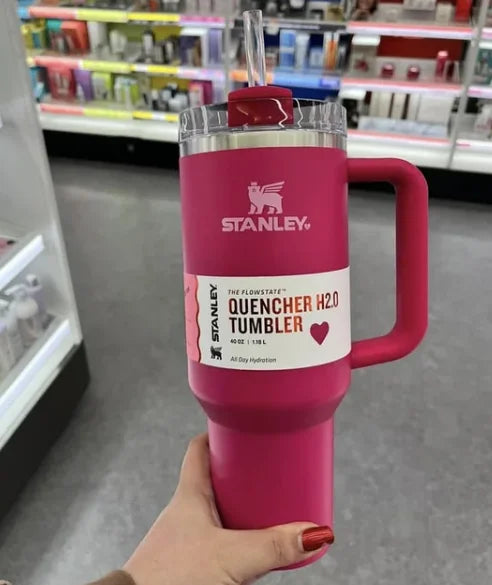 STANLEY
THE FLOWSTATE™
QUENCHER H2.0
TUMBLER
40 OZ | 1.18 L
All Day Hydration
STANLEY